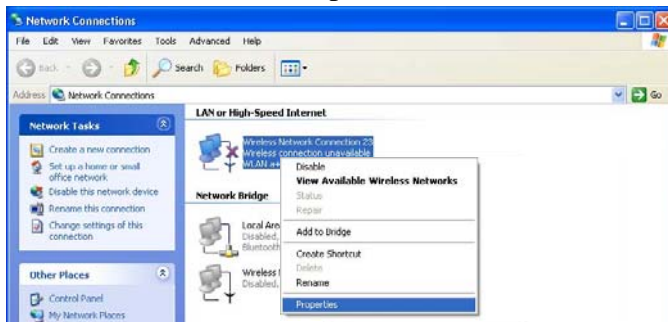 Network Connections
File Edit View Favorites Tools Advanced Help
Back Search Folders
Address Network Connections Go
Network Tasks
Create a new connection
Set up a home or small
office network
Disable this network device
Rename this connection
Change settings of this
connection
Other Places
Control Panel
My Network Places
LAN or High-Speed Internet
Wireless Network Connection 23
Wireless connection unavailable
WLAN
Network Bridge
Local
Disabled,
Bluetooth
Wireless
Disabled,
Disable
View Available Wireless Networks
Status
Repair
Add to Bridge
Create Shortcut
Delete
Rename
Properties